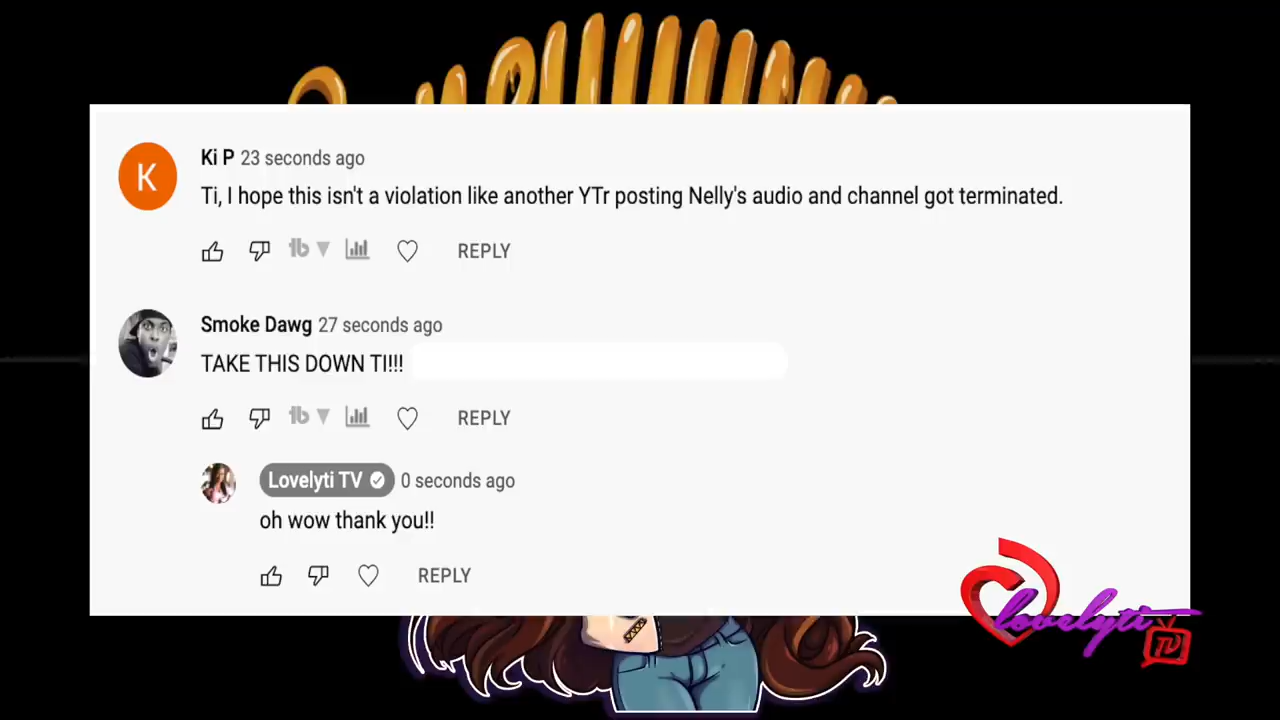 K
Ki P 23 seconds ago
Ti, I hope this isn't a violation like another YTr posting Nelly's audio and channel got terminated.
tb
REPLY
Smoke Dawg 27 seconds ago
TAKE THIS DOWN TI!!!
tb
REPLY
Lovelyti TV 0 seconds ago
oh wow thank you!!
REPLY
lovelyti
TV